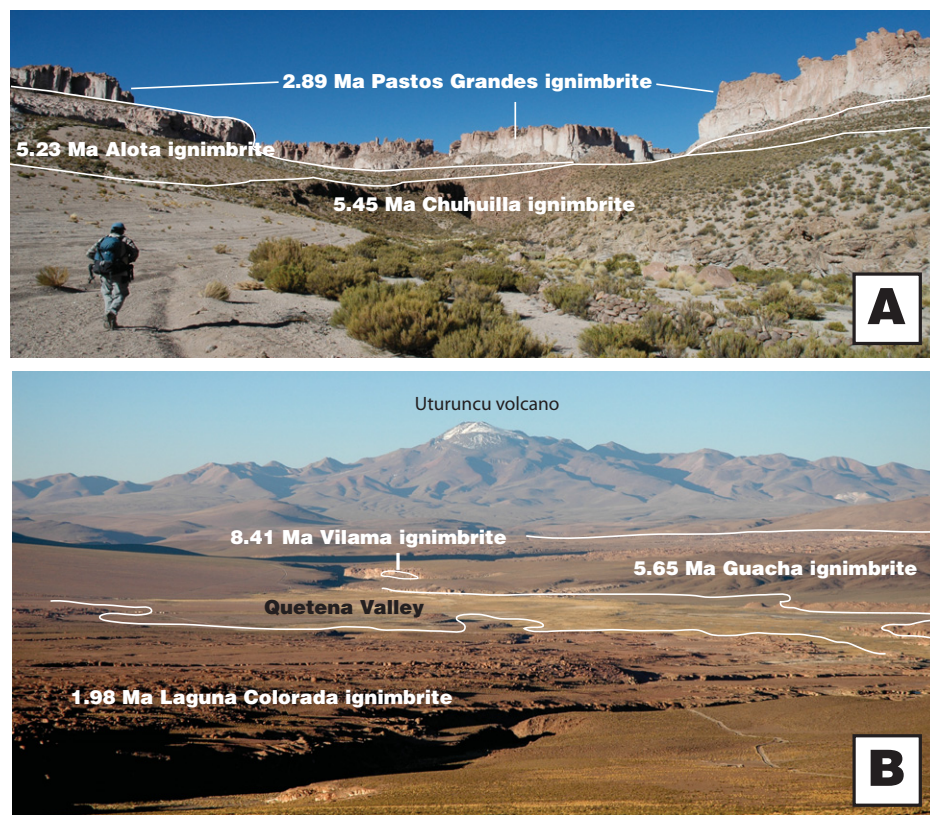 2.89 Ma Pastos Grandes ignimbrite
5.23 Ma Alota ignimbrite
5.45 Ma Chuhuilla ignimbrite
A
Uturuncu volcano
8.41 Ma Vilama ignimbrite
5.65 Ma Guacha ignimbrite
Quetena Valley
1.98 Ma Laguna Colorada ignimbrite
B